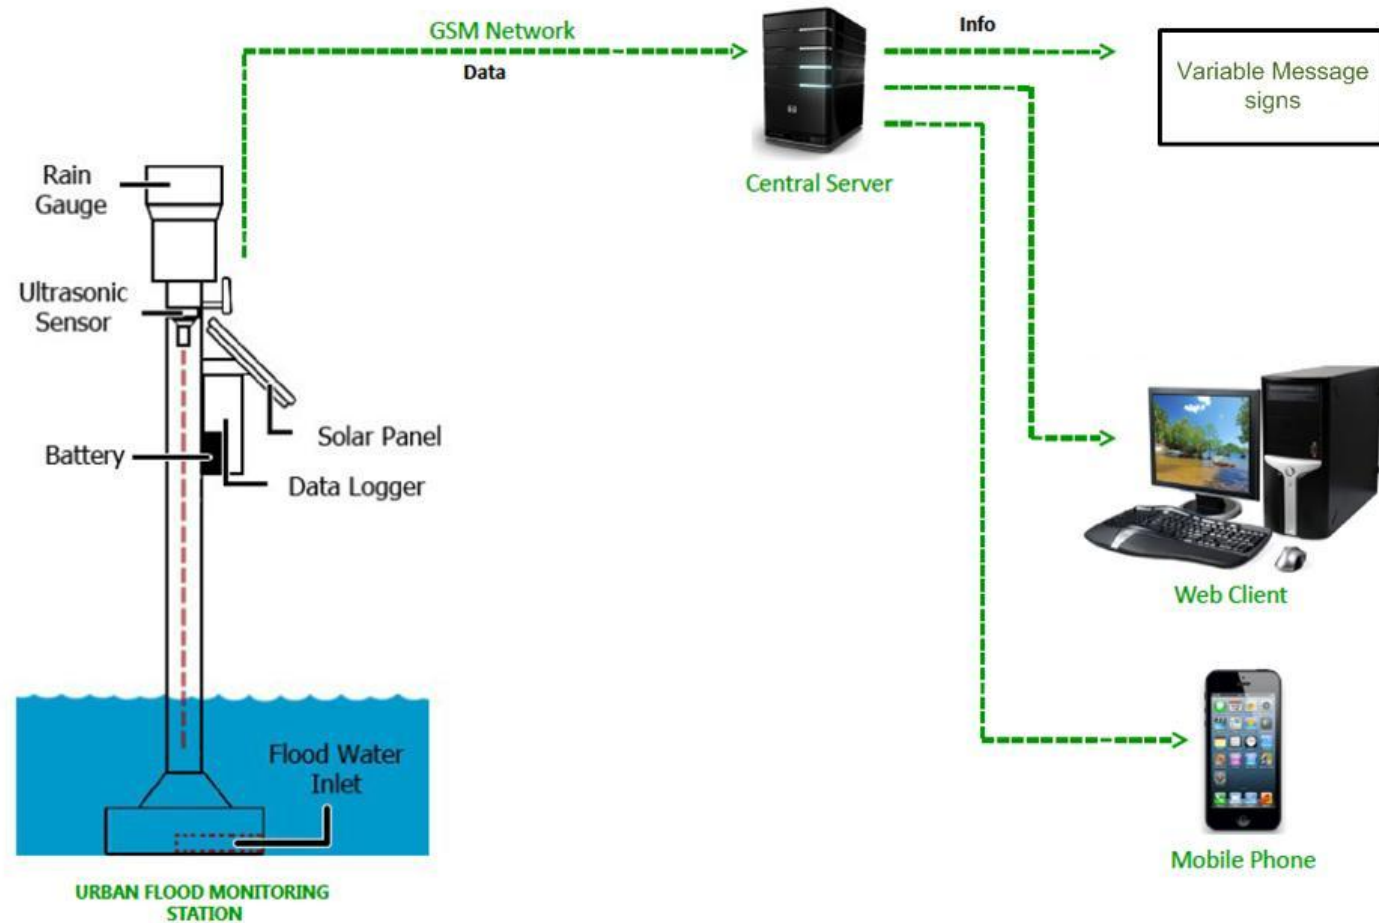 GSM Network
Data
Info
Variable Message
signs
Central Server
Rain
Gauge
Ultrasonic
Sensor
Solar Panel
Battery
Data Logger
Web Client
Flood Water
Inlet
Mobile Phone
URBAN FLOOD MONITORING
STATION